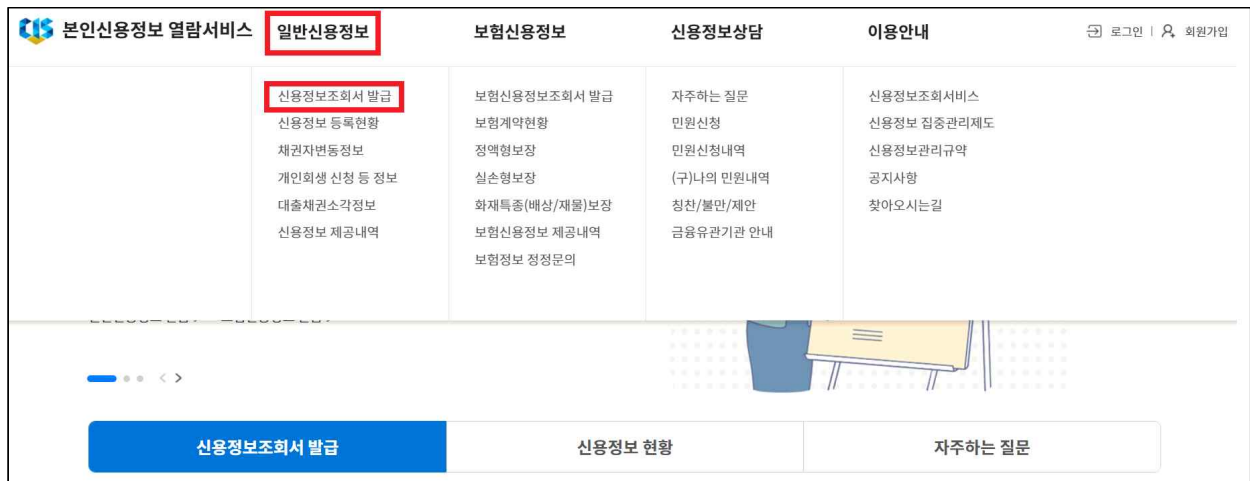 CIS 본인신용정보 열람서비스 일반신용정보 보험신용정보 신용정보상담 이용안내 로그인 | 회원가입
신용정보조회서 발급 보험신용정보조회서 발급 자주하는 질문 신용정보조회서비스
신용정보 등록현황 보험계약현황 민원신청 신용정보 집중관리제도
채권자변동정보 정액형보장 민원신청내역 신용정보관리규약
개인회생 신청 등 정보 실손형보장 (구)나의 민원내역 공지사항
대출채권소각정보 화재특종(배상/재물)보장 칭찬/불만/제안 찾아오시는길
신용정보 제공내역 보험신용정보 제공내역 금융유관기관 안내
보험정보 정정문의
신용정보조회서 발급 신용정보 현황 자주하는 질문